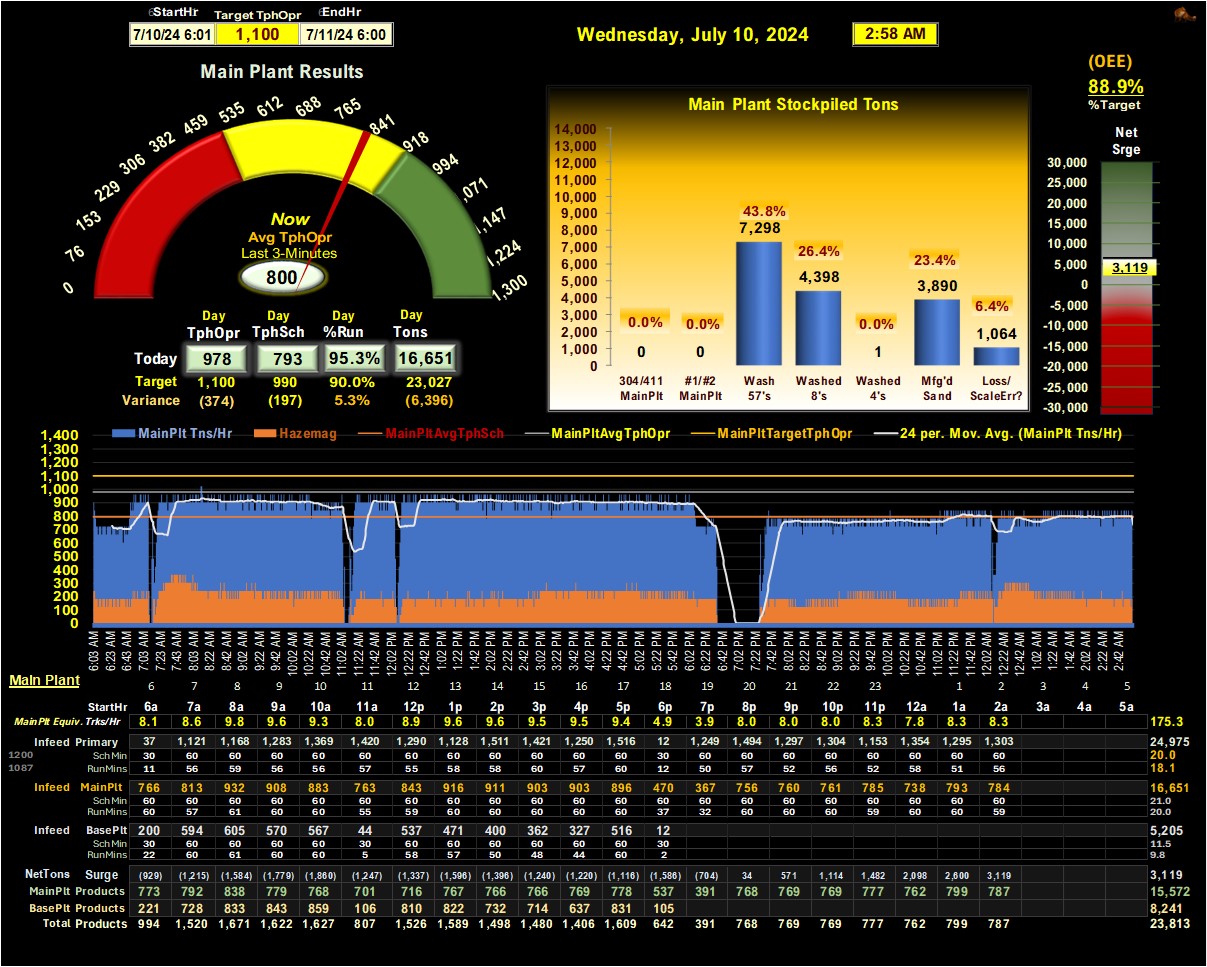 6StartHr Target TphOpr 6EndHr
7/10/24 6:01 1,100 7/11/24 6:00
Wednesday, July 10, 2024 2:58 AM
(OEE)
88.9%
%Target
Main Plant Results
0 76 153 229 306 382 459 535 612 688 765 841 918 994 ,071 ,147 ,224 1,300
Now
Avg TphOpr
Last 3-Minutes
800
Day Day Day Day
TphOpr TphSch %Run Tons
Today 978 793 95.3% 16,651
Target 1,100 990 90.0% 23,027
Variance (374) (197) 5.3% (6,396)
Main Plant Stockpiled Tons
14,000
13,000
12,000
11,000
10,000
9,000
8,000
7,000
6,000
5,000
4,000
3,000
2,000
1,000
0
0.0% 0.0% 43.8% 26.4% 0.0% 23.4% 6.4%
0 0 7,298 4,398 1 3,890 1,064
304/411 #1/#2 Wash Washed Washed Mfg'd Loss/
MainPlt MainPlt 57's 8's 4's Sand ScaleErr?
Net
Srge
30,000
25,000
20,000
15,000
10,000
5,000
0
-5,000
-10,000
-15,000
-20,000
-25,000
-30,000
3,119
MainPlt Tns/Hr Hazemag MainPltAvgTphSch MainPltAvgTphOpr MainPltTargetTphOpr 24 per. Mov. Avg. (MainPlt Tns/Hr)
1,400
1,300
1,200
1,100
1,000
900
800
700
600
500
400
300
200
100
0
6:03 AM 6:23 AM 6:43 AM 7:03 AM 7:23 AM 7:43 AM 8:02 AM 8:22 AM 8:42 AM 9:02 AM 9:22 AM 9:42 AM 10:02 AM 10:22 AM 10:42 AM 11:02 AM 11:22 AM 11:42 AM 12:02 PM 12:22 PM 12:42 PM 1:02 PM 1:22 PM 1:42 PM 2:02 PM 2:22 PM 2:42 PM 3:02 PM 3:22 PM 3:42 PM 4:02 PM 4:22 PM 4:42 PM 5:02 PM 5:22 PM 5:42 PM 6:02 PM 6:22 PM 6:42 PM 7:02 PM 7:22 PM 7:42 PM 8:02 PM 8:22 PM 8:42 PM 9:02 PM 9:22 PM 9:42 PM 10:02 PM 10:22 PM 10:42 PM 11:02 PM 11:22 PM 11:42 PM 12:02 AM 12:22 AM 12:42 AM 1:02 AM 1:22 AM 1:42 AM 2:02 AM 2:22 AM 2:42 AM
Main Plant
6 7 8 9 10 11 12 13 14 15 16 17 18 19 20 21 22 23 1 2 3 4 5
StartHr 6a 7a 8a 9a 10a 11a 12p 1p 2p 3p 4p 5p 6p 7p 8p 9p 10p 11p 12a 1a 2a 3a 4a 5a
MainPlt Equiv. Trks/Hr 8.1 8.6 9.8 9.6 9.3 8.0 8.9 9.6 9.6 9.5 9.5 9.4 4.9 3.9 8.0 8.0 8.0 8.3 7.8 8.3 8.3 175.3
Infeed Primary 37 1,121 1,168 1,283 1,369 1,420 1,290 1,128 1,511 1,421 1,250 1,516 12 1,249 1,494 1,297 1,304 1,153 1,354 1,295 1,303 24,975
1200 SchMin 30 60 60 60 60 60 60 60 60 60 60 60 30 60 60 60 60 60 60 60 60 20.0
1087 RunMins 11 56 59 56 56 57 55 58 58 60 57 60 12 50 57 52 56 52 58 51 56 18.1
Infeed MainPlt 766 813 932 908 883 763 843 916 911 903 903 896 470 367 756 760 761 785 738 793 784 16,651
SchMin 60 60 60 60 60 60 60 60 60 60 60 60 60 60 60 60 60 60 60 60 60 21.0
RunMins 60 57 61 60 60 55 59 60 60 60 60 60 37 32 60 60 60 59 60 60 59 20.0
Infeed BasePlt 200 594 605 570 567 44 537 471 400 362 327 516 12 5,205
SchMin 30 60 60 60 60 30 60 60 60 60 60 60 30 11.5
RunMins 22 60 61 60 60 5 58 57 50 48 44 60 2 9.8
NetTons Surge (929) (1,215) (1,584) (1,779) (1,860) (1,247) (1,337) (1,596) (1,396) (1,240) (1,220) (1,116) (1,586) (704) 34 571 1,114 1,482 2,098 2,600 3,119 3,119
MainPlt Products 773 792 838 779 768 701 716 767 766 766 769 778 537 391 768 769 769 777 762 799 787 15,572
BasePlt Products 221 728 833 843 859 106 810 822 732 714 637 831 105 8,241
Total Products 994 1,520 1,671 1,622 1,627 807 1,526 1,589 1,498 1,480 1,406 1,609 642 391 768 769 769 777 762 799 787 23,813